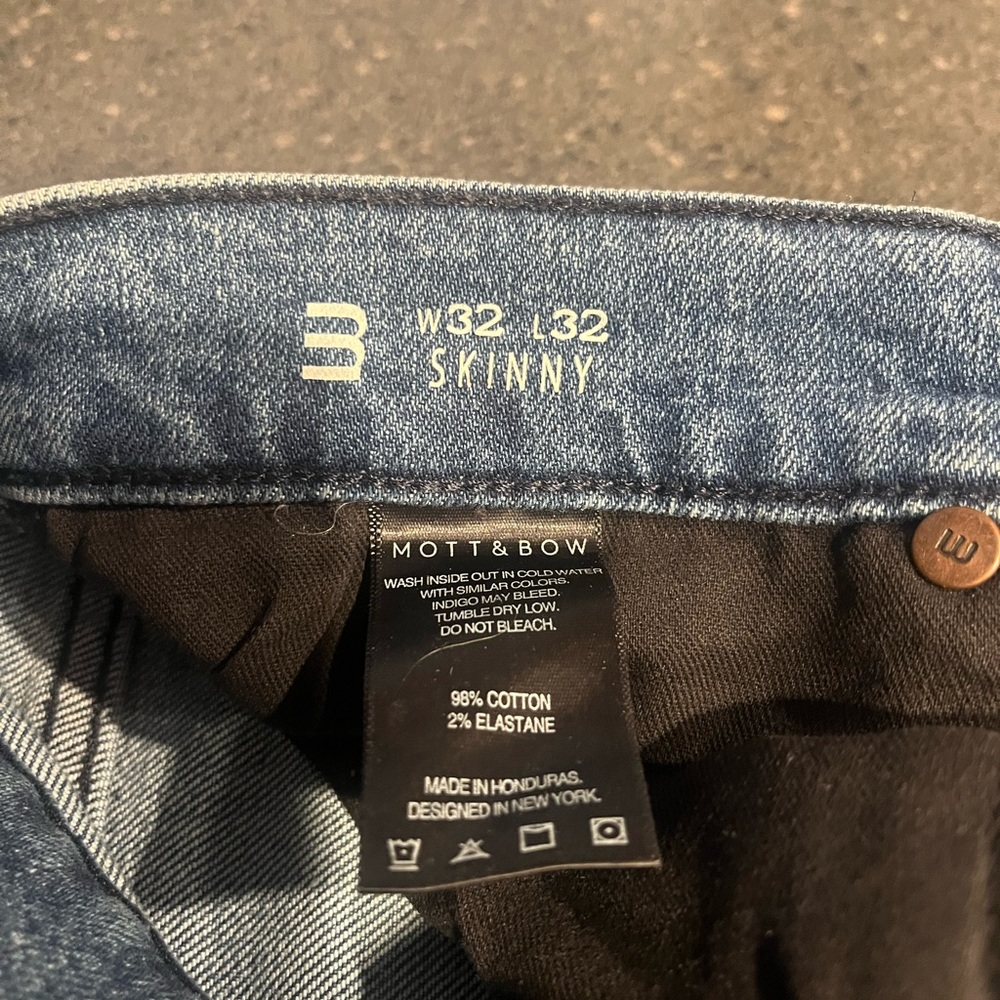 W32 L32
SKINNY
MOTT & BOW
WASH INSIDE OUT IN COLD WATER
WITH SIMILAR COLORS.
INDIGO MAY BLEED.
TUMBLE DRY LOW.
DO NOT BLEACH.
98% COTTON
2% ELASTANE
MADE IN HONDURAS.
DESIGNED IN NEW YORK.